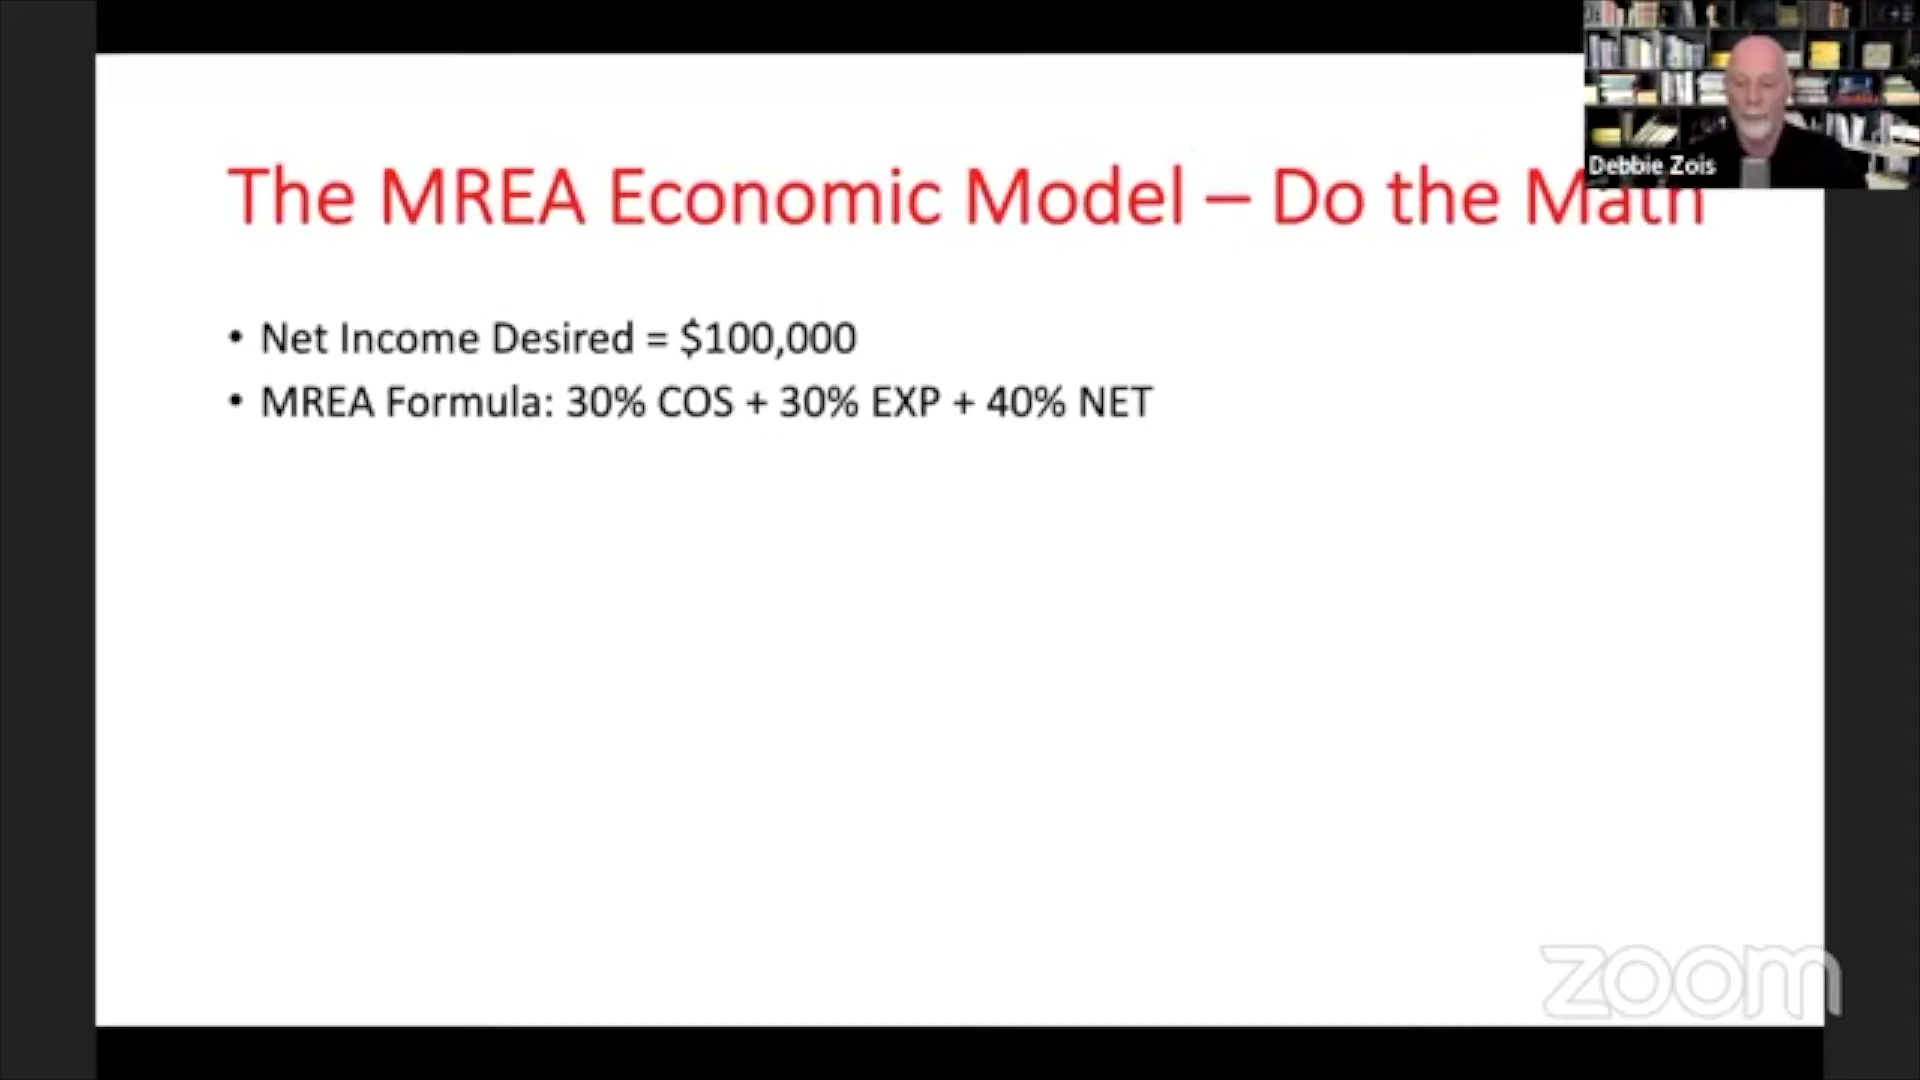 Debbie Zois
The MREA Economic Model – Do the Math
• Net Income Desired = $100,000
• MREA Formula: 30% COS + 30% EXP + 40% NET
zoom